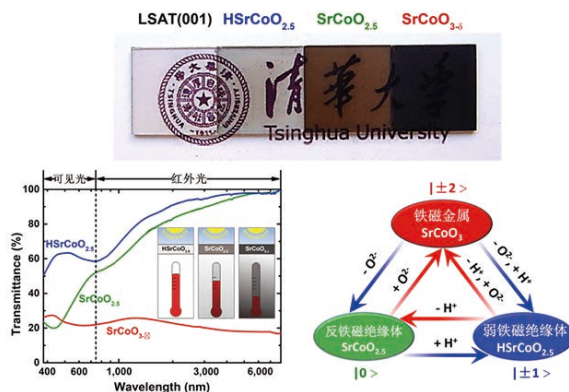 LSAT(001) HSrCoO2.5 SrCoO2.5 SrCoO3-δ
清華大学
TSINGHUA UNIVERSITY
Tsinghua University
可见光 红外光
100
80
60
40
20
0
Transmittance (%)
HSrCoO2.5
SrCoO2.5
SrCoO3-
400 600 1,000 3,000 6,000
Wavelength (nm)
|±2 >
铁磁金属
SrCoO3
- O2-
+ O2-
- H+, + O2-
- O2-, + H+
- H+
反铁磁绝缘体
SrCoO2.5
+ H+
弱铁磁绝缘体
HSrCoO2.5
|0 >
|±1 >